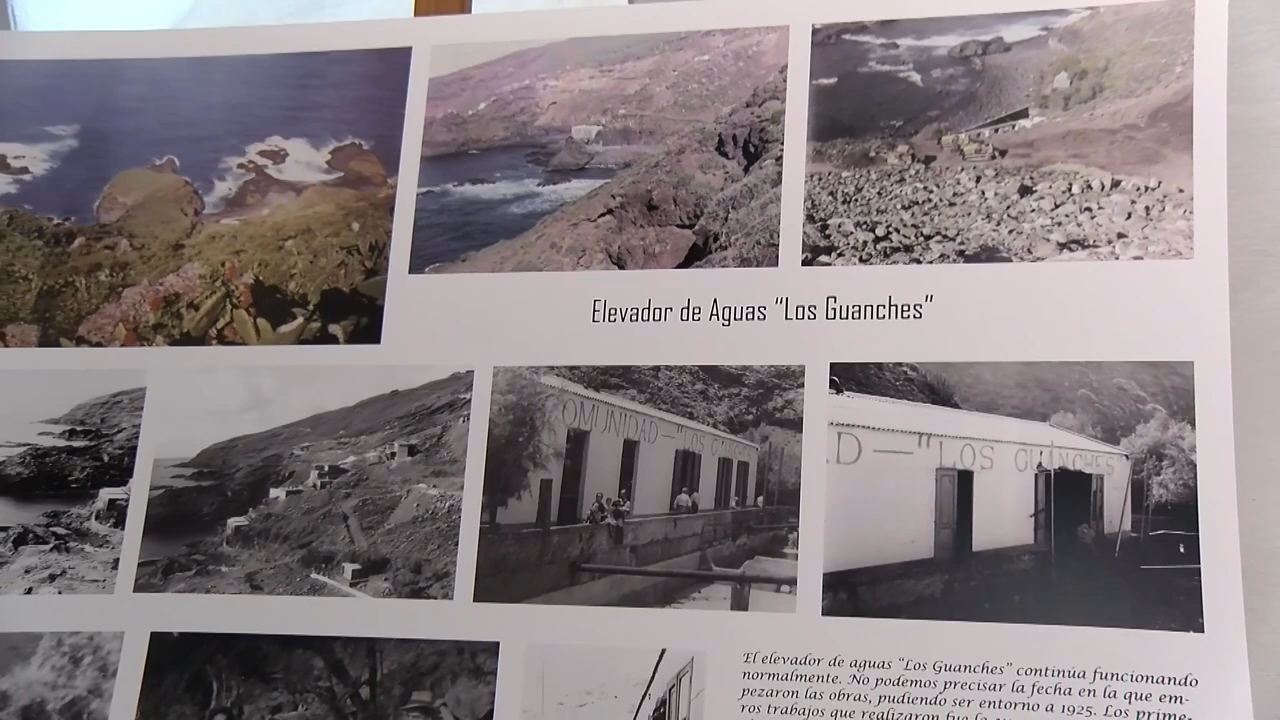 Elevador de Aguas “Los Guanches”
COMUNIDAD — "LOS GUANCHES"
D — "LOS GUANCHES"
El elevador de aguas “Los Guanches” continúa funcionando
normalmente. No podemos precisar la fecha en la que em-
pezaron las obras, pudiendo ser entorno a 1925. Los prime-
ros trabajos que realizaron fue